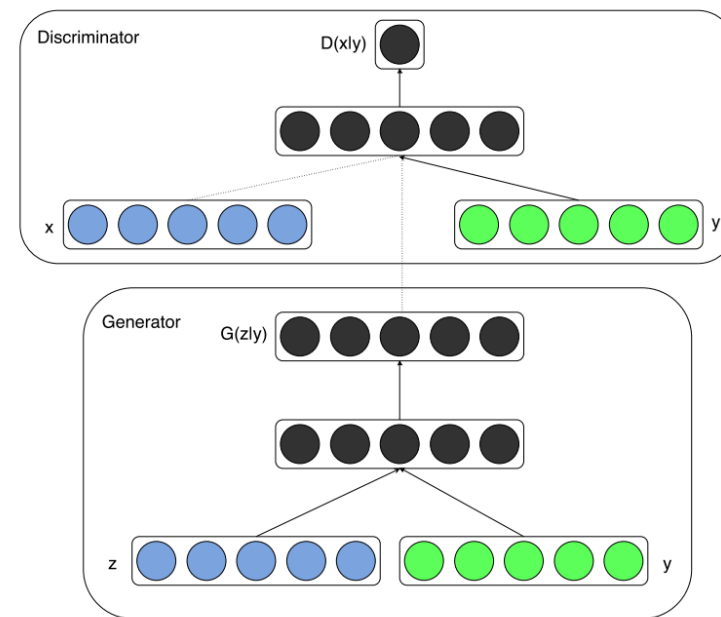 Discriminator
D(x|y)
x
y
Generator
G(z|y)
z
y